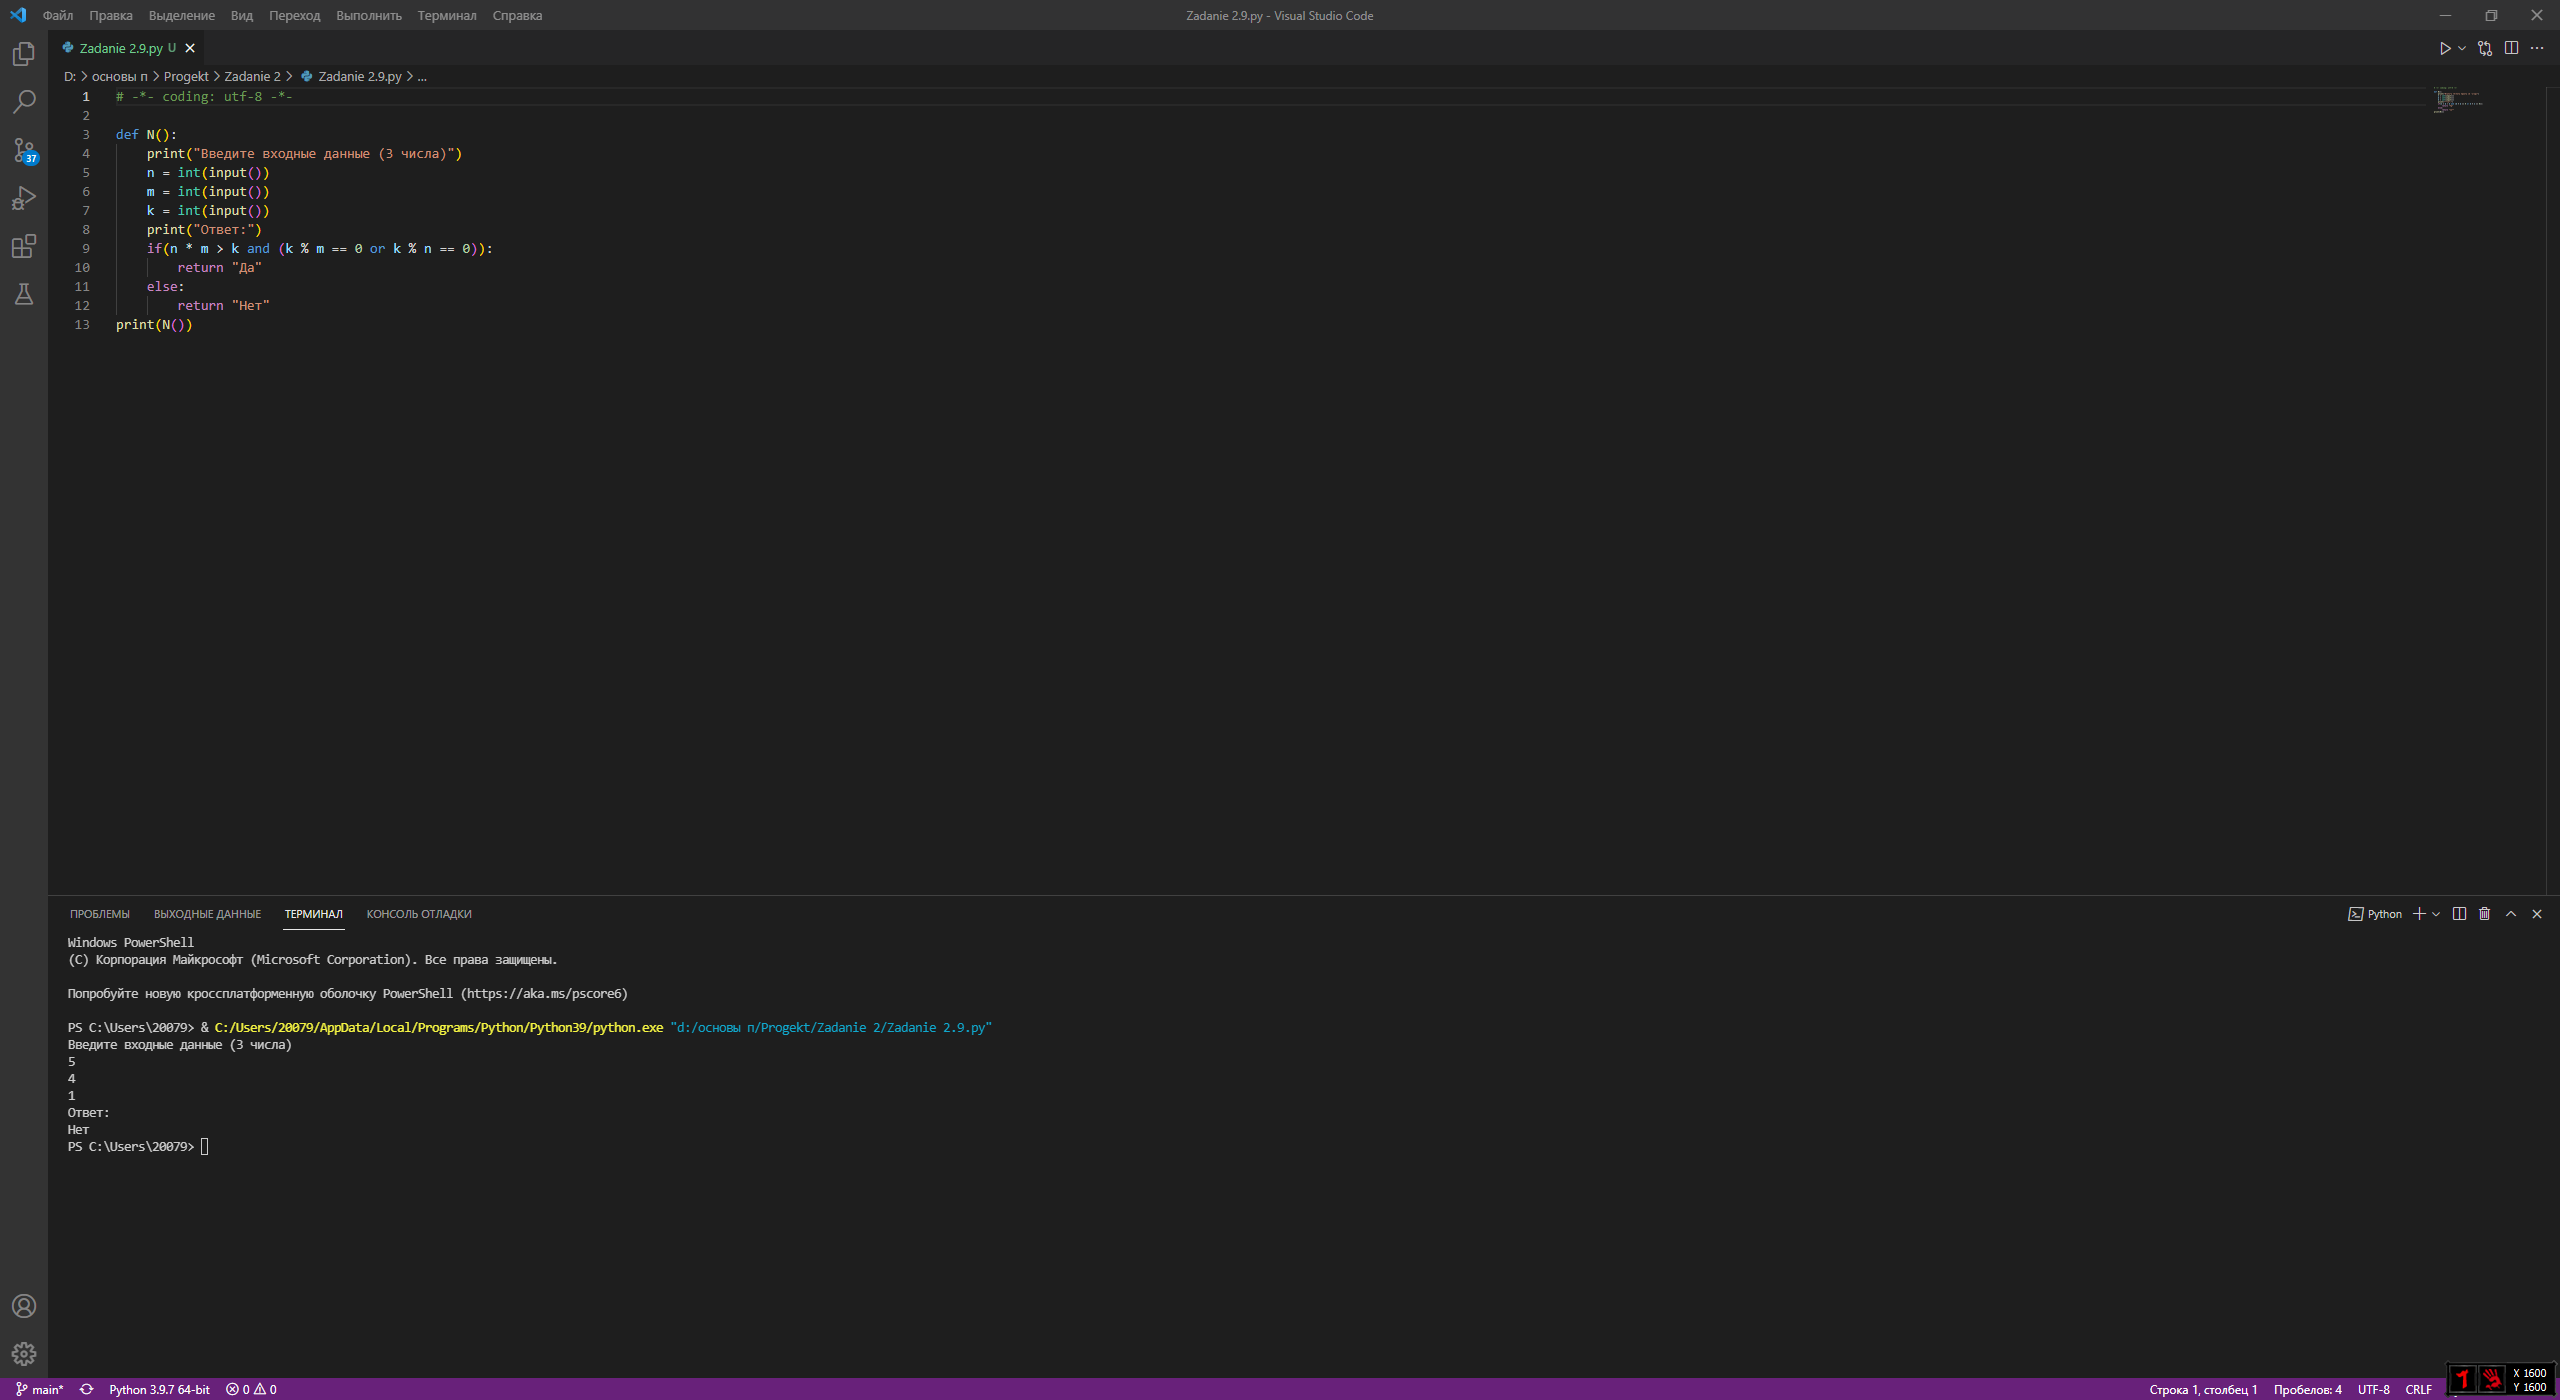 Файл Правка Выделение Вид Переход Выполнить Терминал Справка
Zadanie 2.9.py - Visual Studio Code
Zadanie 2.9.py U
D: > основы п > Progekt > Zadanie 2 > Zadanie 2.9.py > ...
37
1 # -*- coding: utf-8 -*-
2
3 def N():
4 print("Введите входные данные (3 числа)")
5 n = int(input())
6 m = int(input())
7 k = int(input())
8 print("Ответ:")
9 if(n * m > k and (k % m == 0 or k % n == 0)):
10 return "Да"
11 else:
12 return "Нет"
13 print(N())
ПРОБЛЕМЫ ВЫХОДНЫЕ ДАННЫЕ ТЕРМИНАЛ КОНСОЛЬ ОТЛАДКИ
Python
Windows PowerShell
(C) Корпорация Майкрософт (Microsoft Corporation). Все права защищены.
Попробуйте новую кроссплатформенную оболочку PowerShell (https://aka.ms/pscore6)
PS C:\Users\20079> & C:/Users/20079/AppData/Local/Programs/Python/Python39/python.exe "d:/основы п/Progekt/Zadanie 2/Zadanie 2.9.py"
Введите входные данные (3 числа)
5
4
1
Ответ:
Нет
PS C:\Users\20079>
main* Python 3.9.7 64-bit 0 0
Строка 1, столбец 1 Пробелов: 4 UTF-8 CRLF
X 1600
Y 1600